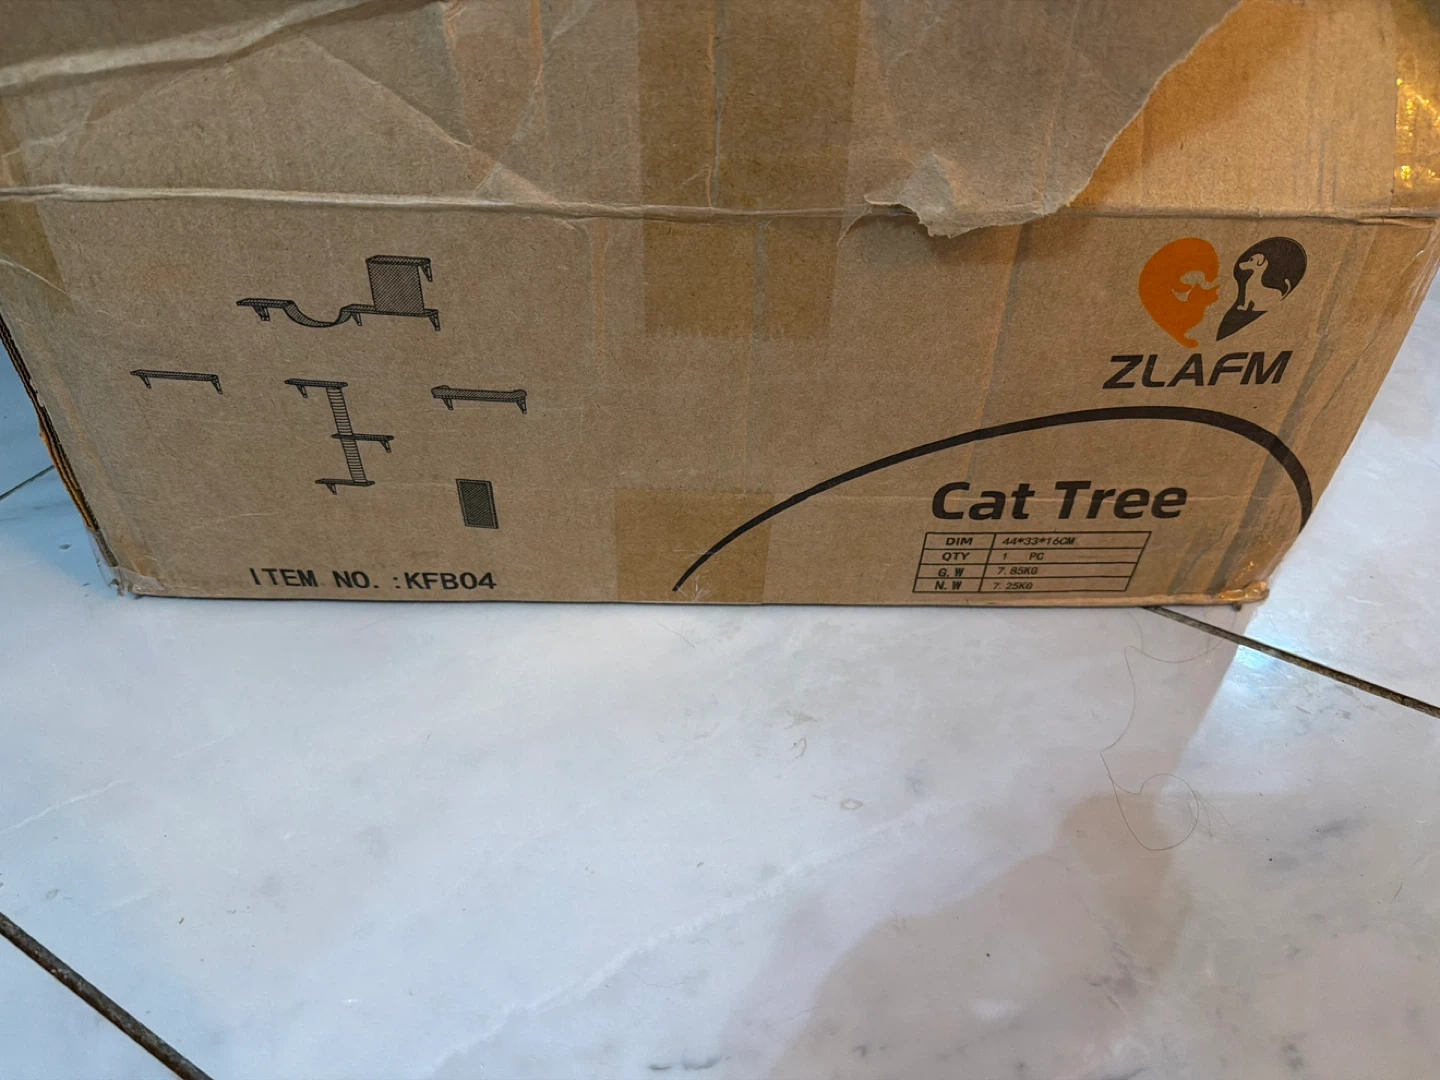 ZLAFM
Cat Tree
DIM 44*33*16CM
QTY 1 PC
G.W 7.85KG
N.W 7.25KG
ITEM NO.:KFB04